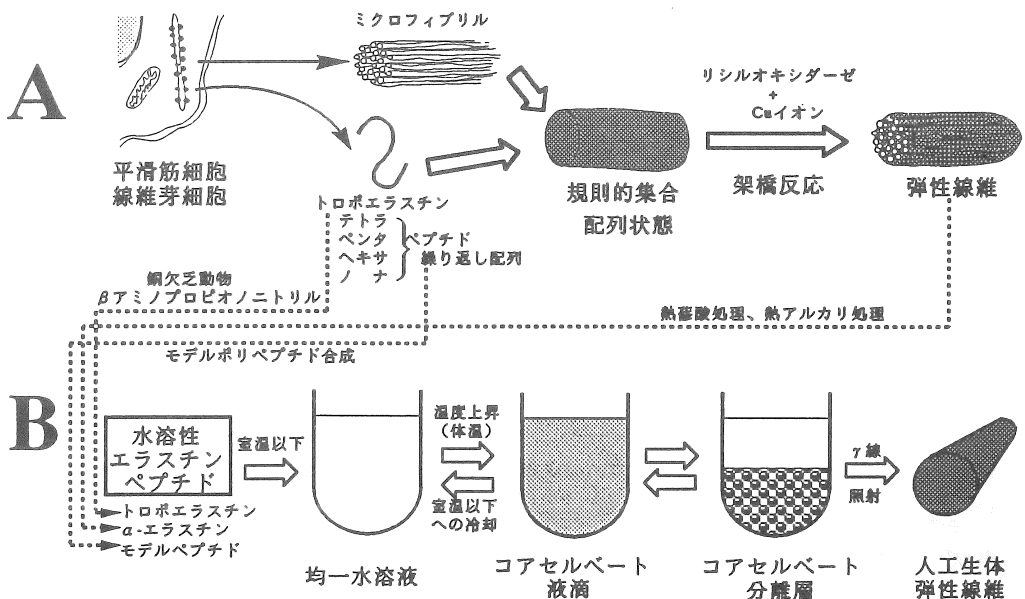 A
ミクロフィブリル
リシルオキシダーゼ
+
Cuイオン
平滑筋細胞
線維芽細胞
規則的集合
配列状態
架橋反応
弾性線維
トロポエラスチン
テトラ
ペンタ
ヘキサ
ノナ
ペプチド
繰り返し配列
銅欠乏動物
βアミノプロピオノニトリル
熱蓚酸処理、熱アルカリ処理
モデルポリペプチド合成
B
水溶性
エラスチン
ペプチド
室温以下
温度上昇
(体温)
室温以下
への冷却
γ線
照射
トロポエラスチン
α-エラスチン
モデルペプチド
均一水溶液
コアセルベート
液滴
コアセルベート
分離層
人工生体
弾性線維